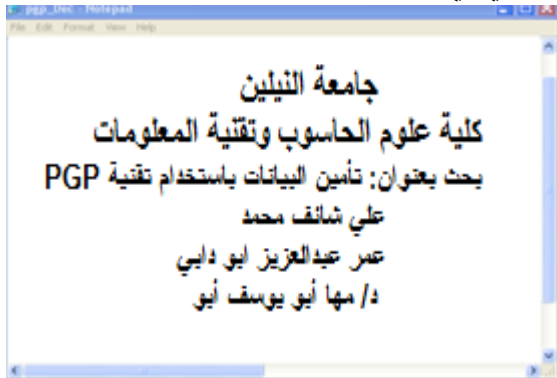 pgp_Dec - Notepad
File Edit Format View Help
جامعة النيلين
كلية علوم الحاسوب وتقنية المعلومات
بحث بعنوان: تأمين البيانات باستخدام تقنية PGP
علي شائف محمد
عمر عبدالعزيز ابو دابي
د/ مها أبو يوسف أبو